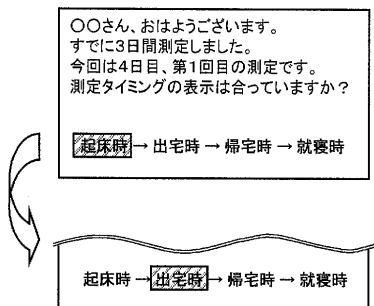 〇〇さん、おはようございます。
すでに3日間測定しました。
今回は4日目、第1回目の測定です。
測定タイミングの表示は合っていますか？
起床時→出宅時→帰宅時→就寝時
起床時→出宅時→帰宅時→就寝時